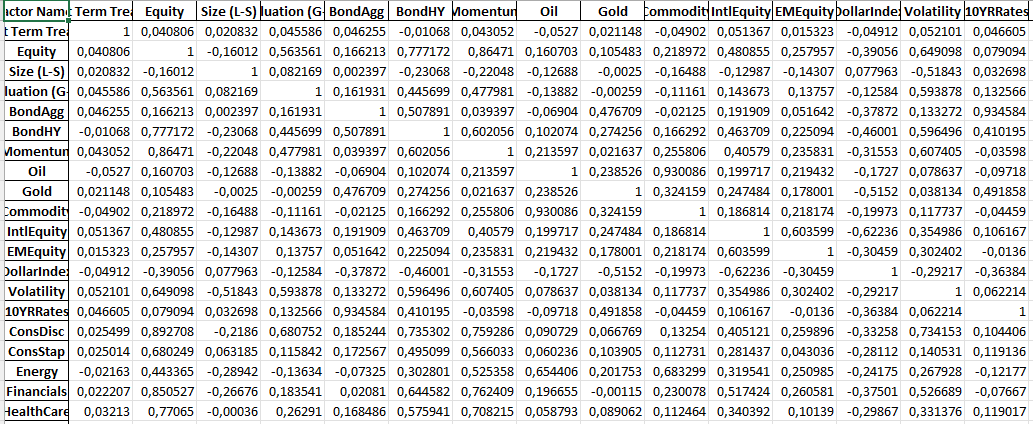 ctor Nam t Term Trea Equity Size (L-S) luation (G- BondAgg BondHY Momentum Oil Gold Commodit IntlEquity EMEquity DollarIndex Volatility 10YRRates
t Term Trea 1 0,040806 0,020832 0,045586 0,046255 -0,01068 0,043052 -0,0527 0,021148 -0,04902 0,051367 0,015323 -0,04912 0,052101 0,046605
Equity 0,040806 1 -0,16012 0,563561 0,166213 0,777172 0,86471 0,160703 0,105483 0,218972 0,480855 0,257957 -0,39056 0,649098 0,079094
Size (L-S) 0,020832 -0,16012 1 0,082169 0,002397 -0,23068 -0,22048 -0,12688 -0,0025 -0,16488 -0,12987 -0,14307 0,077963 -0,51843 0,032698
luation (G- 0,045586 0,563561 0,082169 1 0,161931 0,445699 0,477981 -0,13882 -0,00259 -0,11161 0,143673 0,13757 -0,12584 0,593878 0,132566
BondAgg 0,046255 0,166213 0,002397 0,161931 1 0,507891 0,039397 -0,06904 0,476709 -0,02125 0,191909 0,051642 -0,37872 0,133272 0,934584
BondHY -0,01068 0,777172 -0,23068 0,445699 0,507891 1 0,602056 0,102074 0,274256 0,166292 0,463709 0,225094 -0,46001 0,596496 0,410195
Momentum 0,043052 0,86471 -0,22048 0,477981 0,039397 0,602056 1 0,213597 0,021637 0,255806 0,40579 0,235831 -0,31553 0,607405 -0,03598
Oil -0,0527 0,160703 -0,12688 -0,13882 -0,06904 0,102074 0,213597 1 0,238526 0,930086 0,199717 0,219432 -0,1727 0,078637 -0,09718
Gold 0,021148 0,105483 -0,0025 -0,00259 0,476709 0,274256 0,021637 0,238526 1 0,324159 0,247484 0,178001 -0,5152 0,038134 0,491858
Commodit -0,04902 0,218972 -0,16488 -0,11161 -0,02125 0,166292 0,255806 0,930086 0,324159 1 0,186814 0,218174 -0,19973 0,117737 -0,04459
IntlEquity 0,051367 0,480855 -0,12987 0,143673 0,191909 0,463709 0,40579 0,199717 0,247484 0,186814 1 0,603599 -0,62236 0,354986 0,106167
EMEquity 0,015323 0,257957 -0,14307 0,13757 0,051642 0,225094 0,235831 0,219432 0,178001 0,218174 0,603599 1 -0,30459 0,302402 -0,0136
DollarIndex -0,04912 -0,39056 0,077963 -0,12584 -0,37872 -0,46001 -0,31553 -0,1727 -0,5152 -0,19973 -0,62236 -0,30459 1 -0,29217 -0,36384
Volatility 0,052101 0,649098 -0,51843 0,593878 0,133272 0,596496 0,607405 0,078637 0,038134 0,117737 0,354986 0,302402 -0,29217 1 0,062214
10YRRates 0,046605 0,079094 0,032698 0,132566 0,934584 0,410195 -0,03598 -0,09718 0,491858 -0,04459 0,106167 -0,0136 -0,36384 0,062214 1
ConsDisc 0,025499 0,892708 -0,2186 0,680752 0,185244 0,735302 0,759286 0,090729 0,066769 0,13254 0,405121 0,259896 -0,33258 0,734153 0,104406
ConsStap 0,025014 0,680249 0,063185 0,115842 0,172567 0,495099 0,566033 0,060236 0,103905 0,112731 0,281437 0,043036 -0,28112 0,140531 0,119136
Energy -0,02163 0,443365 -0,28942 -0,13634 -0,07325 0,302801 0,525358 0,654406 0,201753 0,683299 0,319541 0,250985 -0,24175 0,267928 -0,12177
Financials 0,022207 0,850527 -0,26676 0,183541 0,02081 0,644582 0,762409 0,196655 -0,00115 0,230078 0,517424 0,260581 -0,37501 0,526689 -0,07667
HealthCare 0,03213 0,77065 -0,00036 0,26291 0,168486 0,575941 0,708215 0,058793 0,089062 0,112464 0,340392 0,10139 -0,29867 0,331376 0,119017